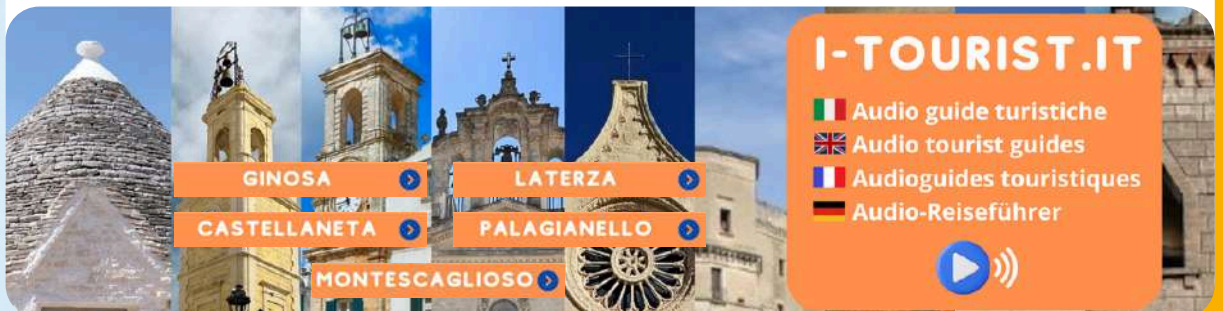 GINOSA
LATERZA
CASTELLANETA
PALAGIANELLO
MONTESCAGLIOSO
I-TOURIST.IT
Audio guide turistiche
Audio tourist guides
Audioguides touristiques
Audio-Reiseführer